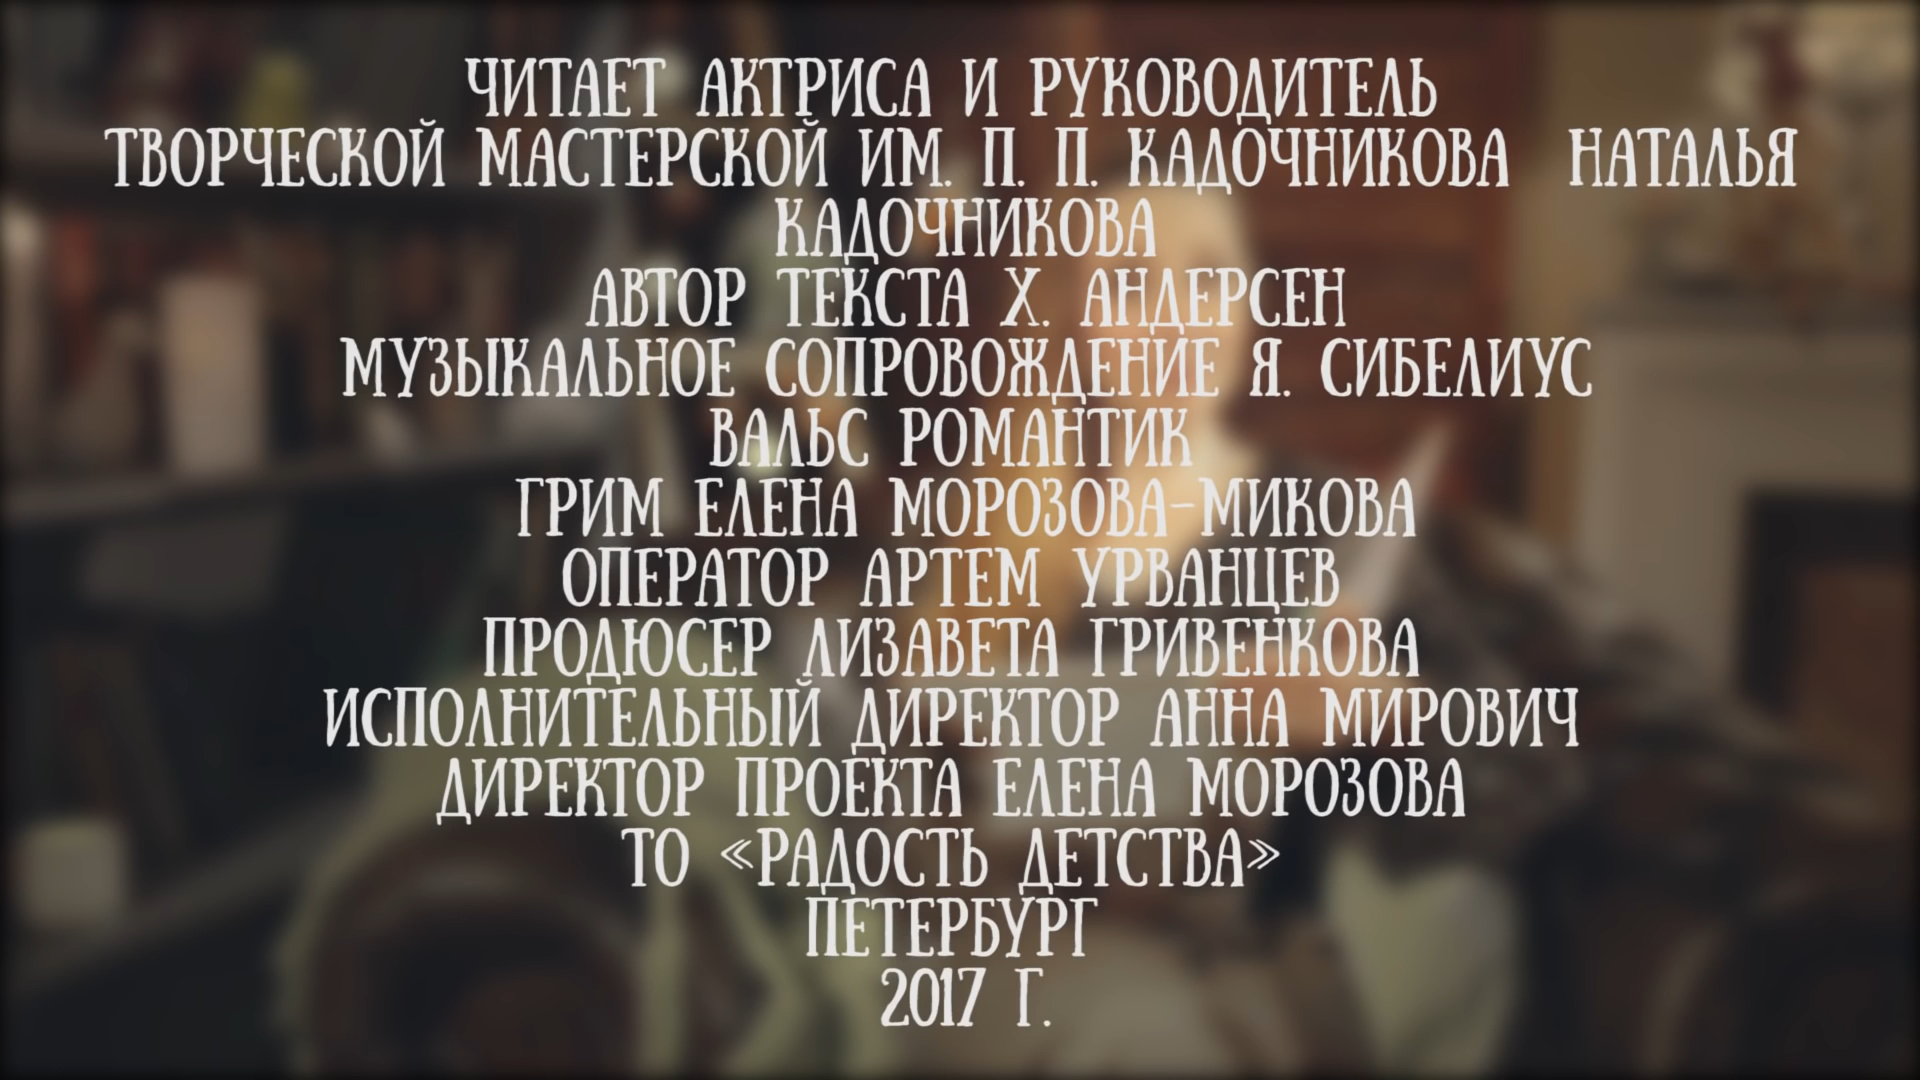 ЧИТАЕТ АКТРИСА И РУКОВОДИТЕЛЬ
ТВОРЧЕСКОЙ МАСТЕРСКОЙ ИМ. П. П. КАДОЧНИКОВА НАТАЛЬЯ
КАДОЧНИКОВА
АВТОР ТЕКСТА Х. АНДЕРСЕН
МУЗЫКАЛЬНОЕ СОПРОВОЖДЕНИЕ Я. СИБЕЛИУС
ВАЛЬС РОМАНТИК
ГРИМ ЕЛЕНА МОРОЗОВА-МИКОВА
ОПЕРАТОР АРТЕМ УРВАНЦЕВ
ПРОДЮСЕР ЛИЗАВЕТА ГРИВЕНКОВА
ИСПОЛНИТЕЛЬНЫЙ ДИРЕКТОР АННА МИРОВИЧ
ДИРЕКТОР ПРОЕКТА ЕЛЕНА МОРОЗОВА
ТО «РАДОСТЬ ДЕТСТВА»
ПЕТЕРБУРГ
2017 Г.